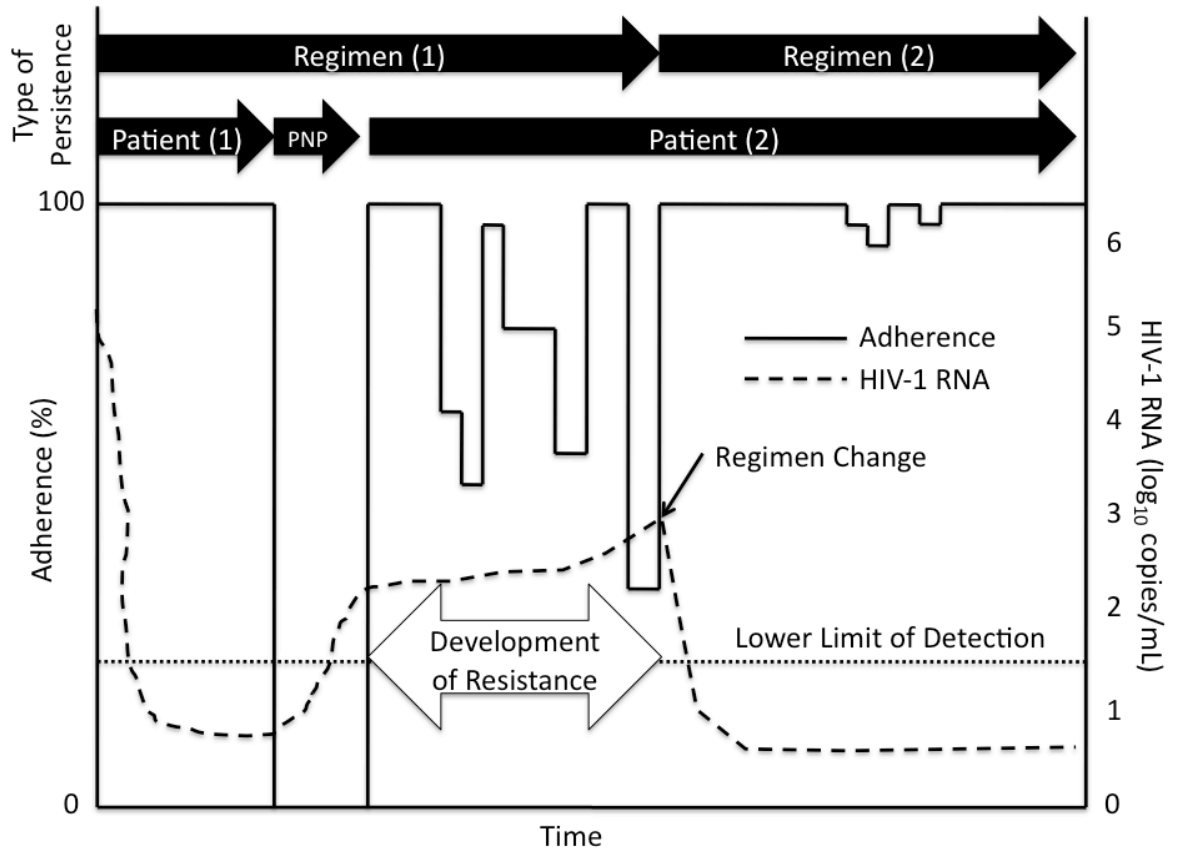 Type of
Persistence
Regimen (1)
Regimen (2)
Patient (1)
PNP
Patient (2)
100
0
Adherence (%)
6
5
4
3
2
1
0
HIV-1 RNA (log₁₀ copies/mL)
Adherence
HIV-1 RNA
Regimen Change
Lower Limit of Detection
Development
of Resistance
Time